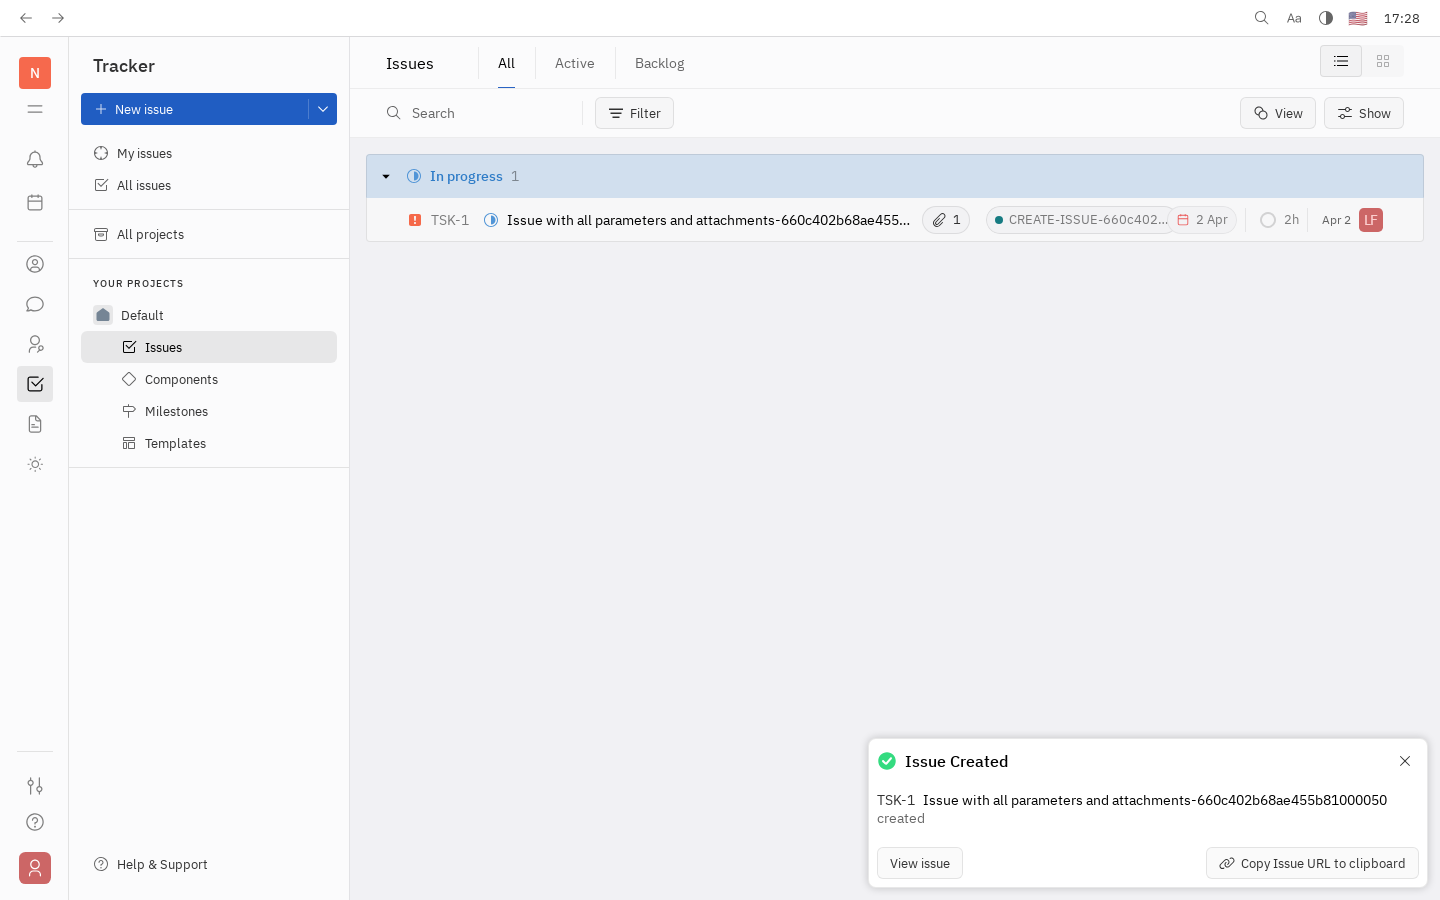 Aa 17:28
N
Tracker
New issue
My issues
All issues
All projects
YOUR PROJECTS
Default
Issues
Components
Milestones
Templates
Help & Support
Issues All Active Backlog
Search Filter View Show
In progress 1
TSK-1 Issue with all parameters and attachments-660c402b68ae455... 1 CREATE-ISSUE-660c402... 2 Apr 2h Apr 2 LF
Issue Created
TSK-1 Issue with all parameters and attachments-660c402b68ae455b81000050
created
View issue Copy Issue URL to clipboard